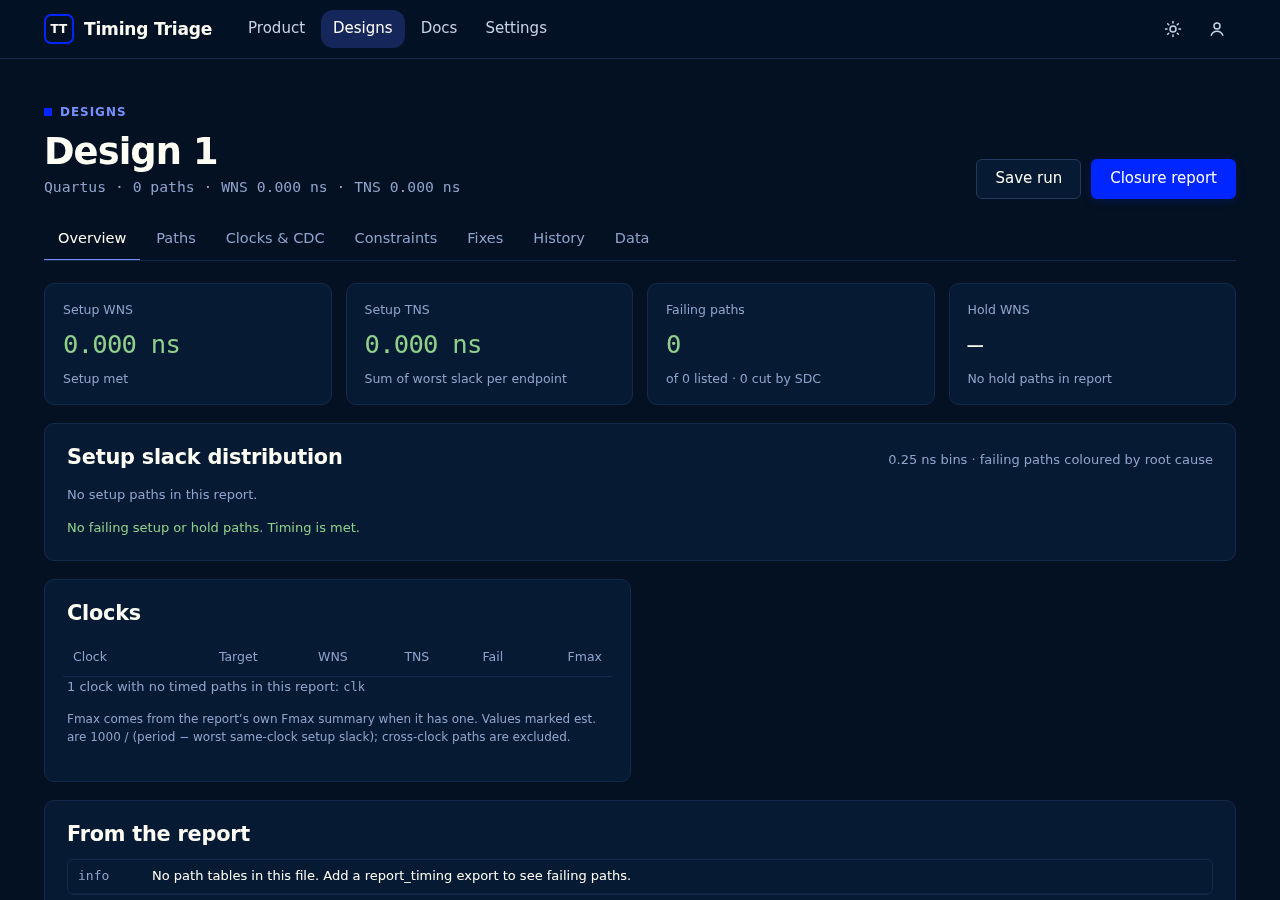 TT Timing Triage Product Designs Docs Settings
DESIGNS
Design 1
Quartus · 0 paths · WNS 0.000 ns · TNS 0.000 ns
Save run Closure report
Overview Paths Clocks & CDC Constraints Fixes History Data
Setup WNS
0.000 ns
Setup met
Setup TNS
0.000 ns
Sum of worst slack per endpoint
Failing paths
0
of 0 listed · 0 cut by SDC
Hold WNS
—
No hold paths in report
Setup slack distribution
0.25 ns bins · failing paths coloured by root cause
No setup paths in this report.
No failing setup or hold paths. Timing is met.
Clocks
Clock Target WNS TNS Fail Fmax
1 clock with no timed paths in this report: clk
Fmax comes from the report’s own Fmax summary when it has one. Values marked est.
are 1000 / (period − worst same-clock setup slack); cross-clock paths are excluded.
From the report
info No path tables in this file. Add a report_timing export to see failing paths.